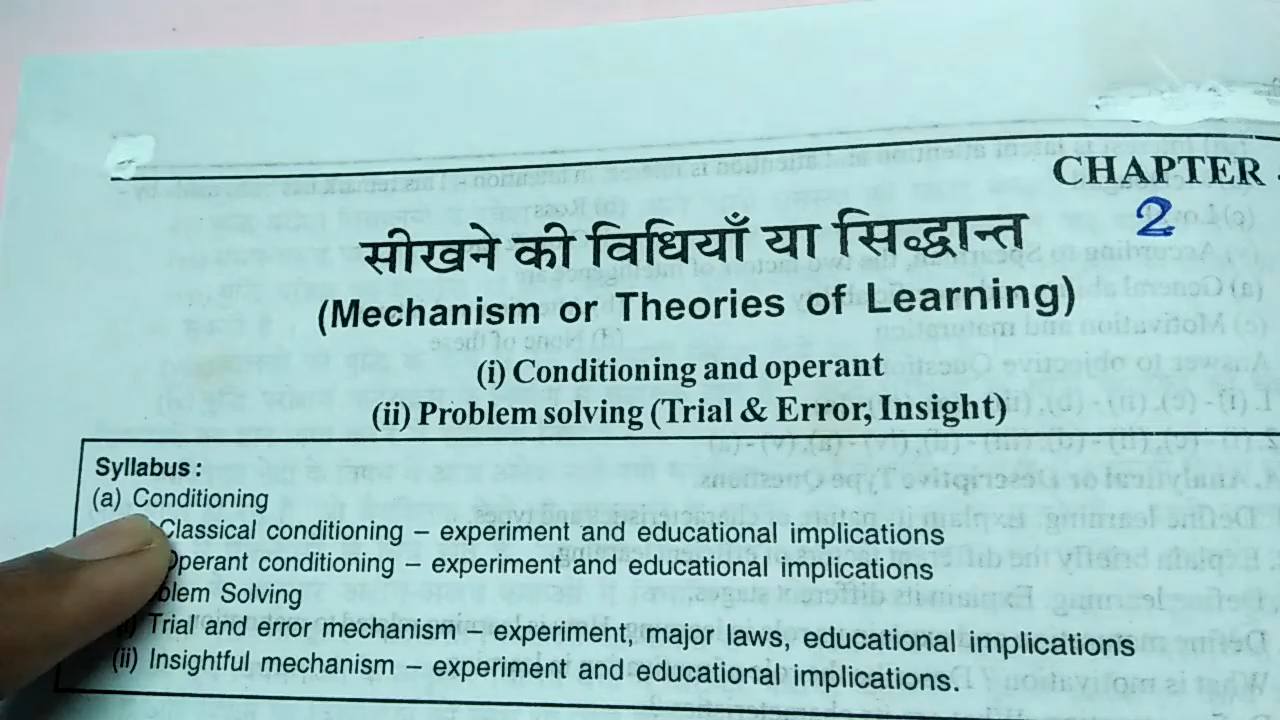 CHAPTER
2
सीखने की विधियाँ या सिद्धान्त
(Mechanism or Theories of Learning)
(i) Conditioning and operant
(ii) Problem solving (Trial & Error, Insight)
Syllabus :
(a) Conditioning
Classical conditioning – experiment and educational implications
Operant conditioning – experiment and educational implications
Solving
Trial and error mechanism – experiment, major laws, educational implications
(ii) Insightful mechanism – experiment and educational implications.